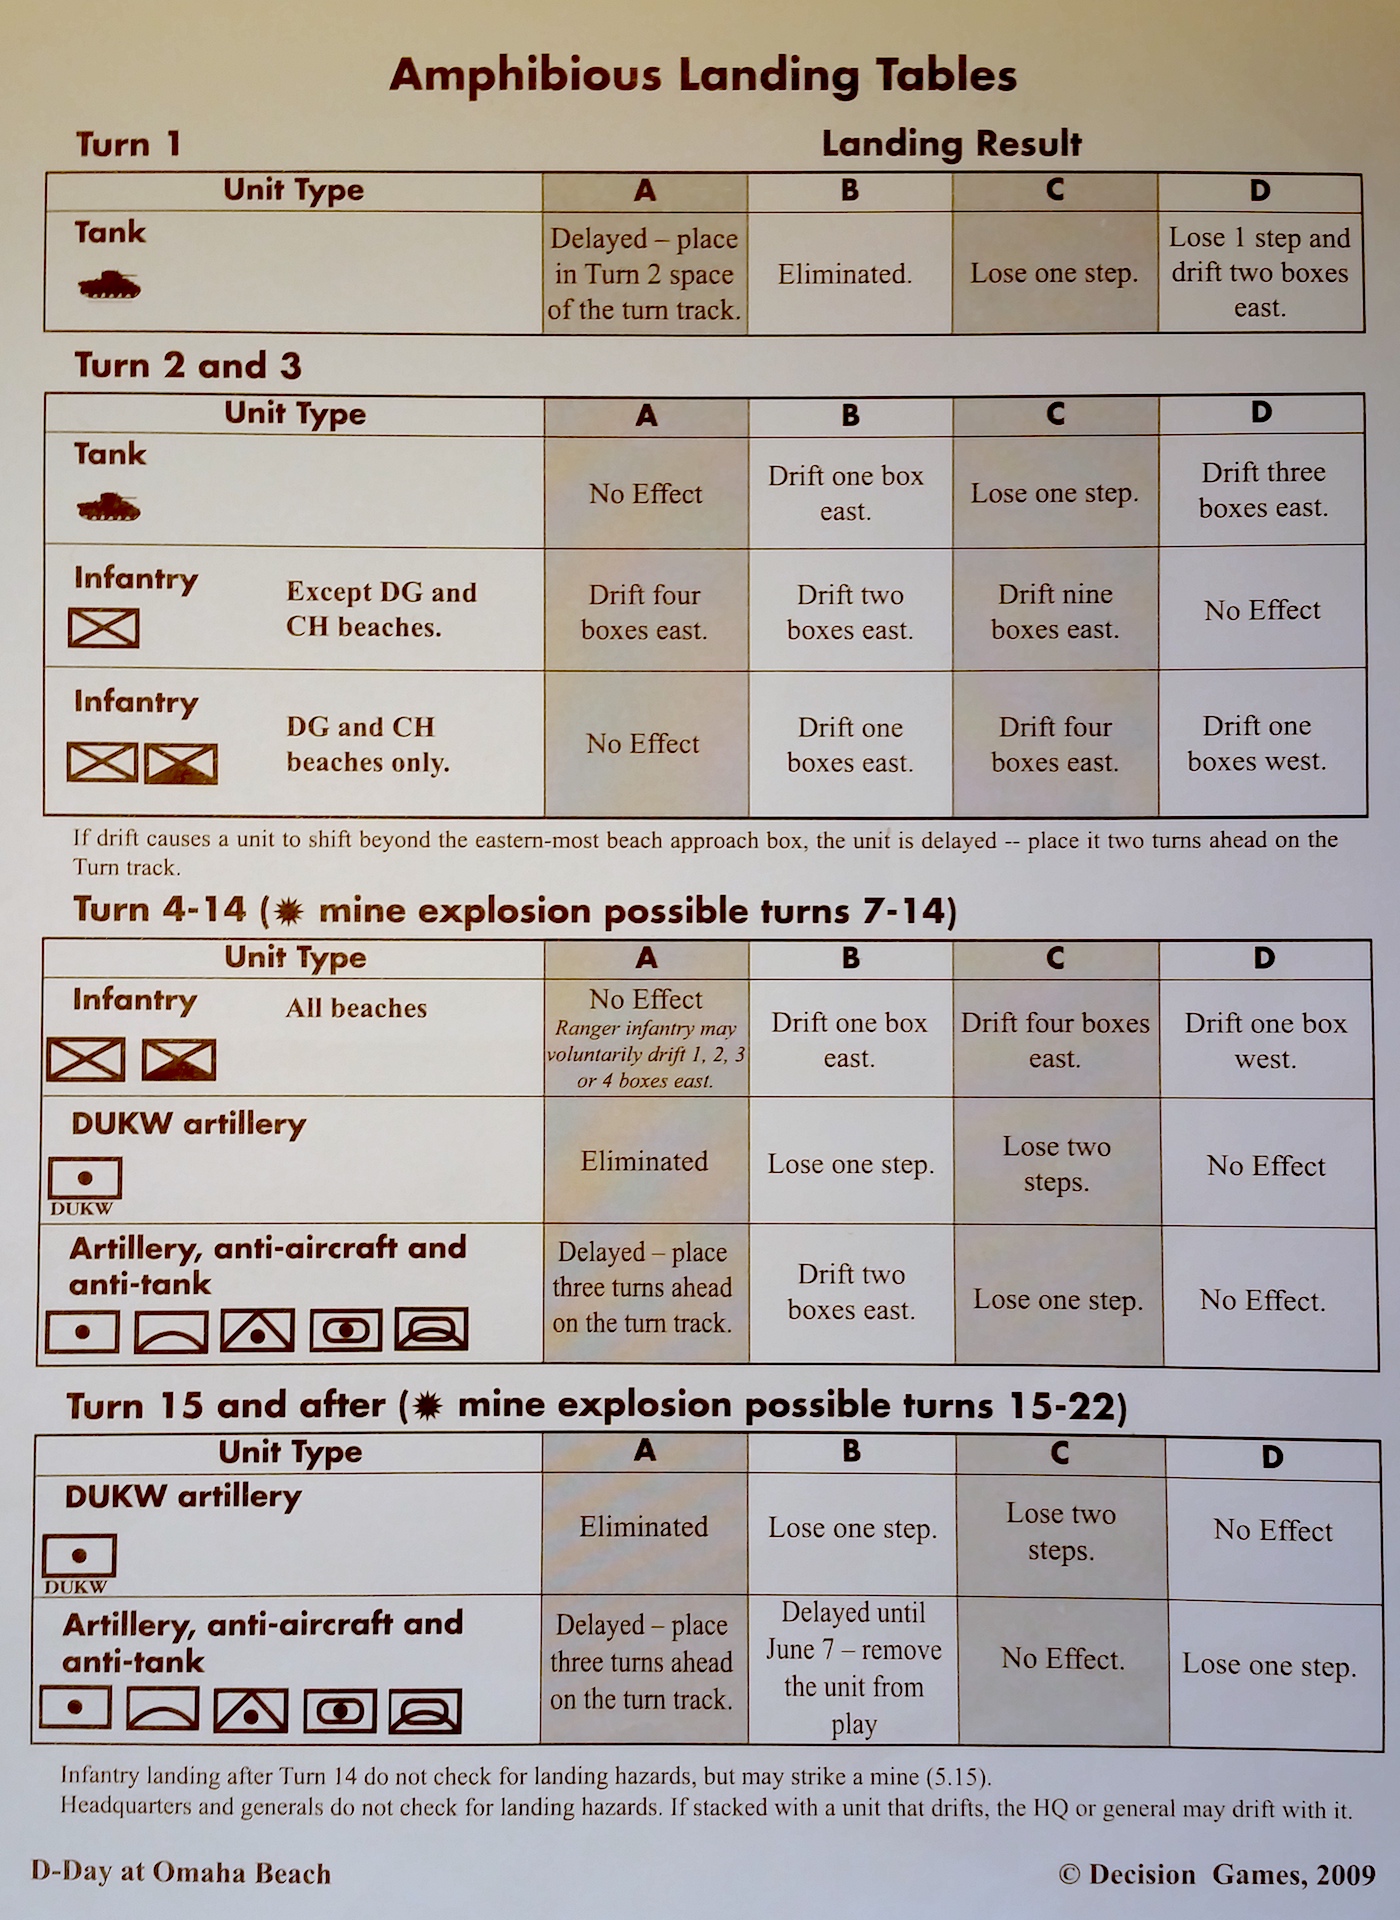 Amphibious Landing Tables
Turn 1
Landing Result
Unit Type
A
B
C
D
Tank
Delayed – place
in Turn 2 space
of the turn track.
Eliminated.
Lose one step.
Lose 1 step and
drift two boxes
east.
Turn 2 and 3
Unit Type
A
B
C
D
Tank
No Effect
Drift one box
east.
Lose one step.
Drift three
boxes east.
Infantry
Except DG and
CH beaches.
Drift four
boxes east.
Drift two
boxes east.
Drift nine
boxes east.
No Effect
Infantry
DG and CH
beaches only.
No Effect
Drift one
boxes east.
Drift four
boxes east.
Drift one
boxes west.
If drift causes a unit to shift beyond the eastern-most beach approach box, the unit is delayed -- place it two turns ahead on the
Turn track.
Turn 4-14 (✹ mine explosion possible turns 7-14)
Unit Type
A
B
C
D
Infantry
All beaches
No Effect
Ranger infantry may
voluntarily drift 1, 2, 3
or 4 boxes east.
Drift one box
east.
Drift four boxes
east.
Drift one box
west.
DUKW artillery
DUKW
Eliminated
Lose one step.
Lose two
steps.
No Effect
Artillery, anti-aircraft and
anti-tank
Delayed – place
three turns ahead
on the turn track.
Drift two
boxes east.
Lose one step.
No Effect.
Turn 15 and after (✹ mine explosion possible turns 15-22)
Unit Type
A
B
C
D
DUKW artillery
DUKW
Eliminated
Lose one step.
Lose two
steps.
No Effect
Artillery, anti-aircraft and
anti-tank
Delayed – place
three turns ahead
on the turn track.
Delayed until
June 7 – remove
the unit from
play
No Effect.
Lose one step.
Infantry landing after Turn 14 do not check for landing hazards, but may strike a mine (5.15).
Headquarters and generals do not check for landing hazards. If stacked with a unit that drifts, the HQ or general may drift with it.
D-Day at Omaha Beach
© Decision Games, 2009